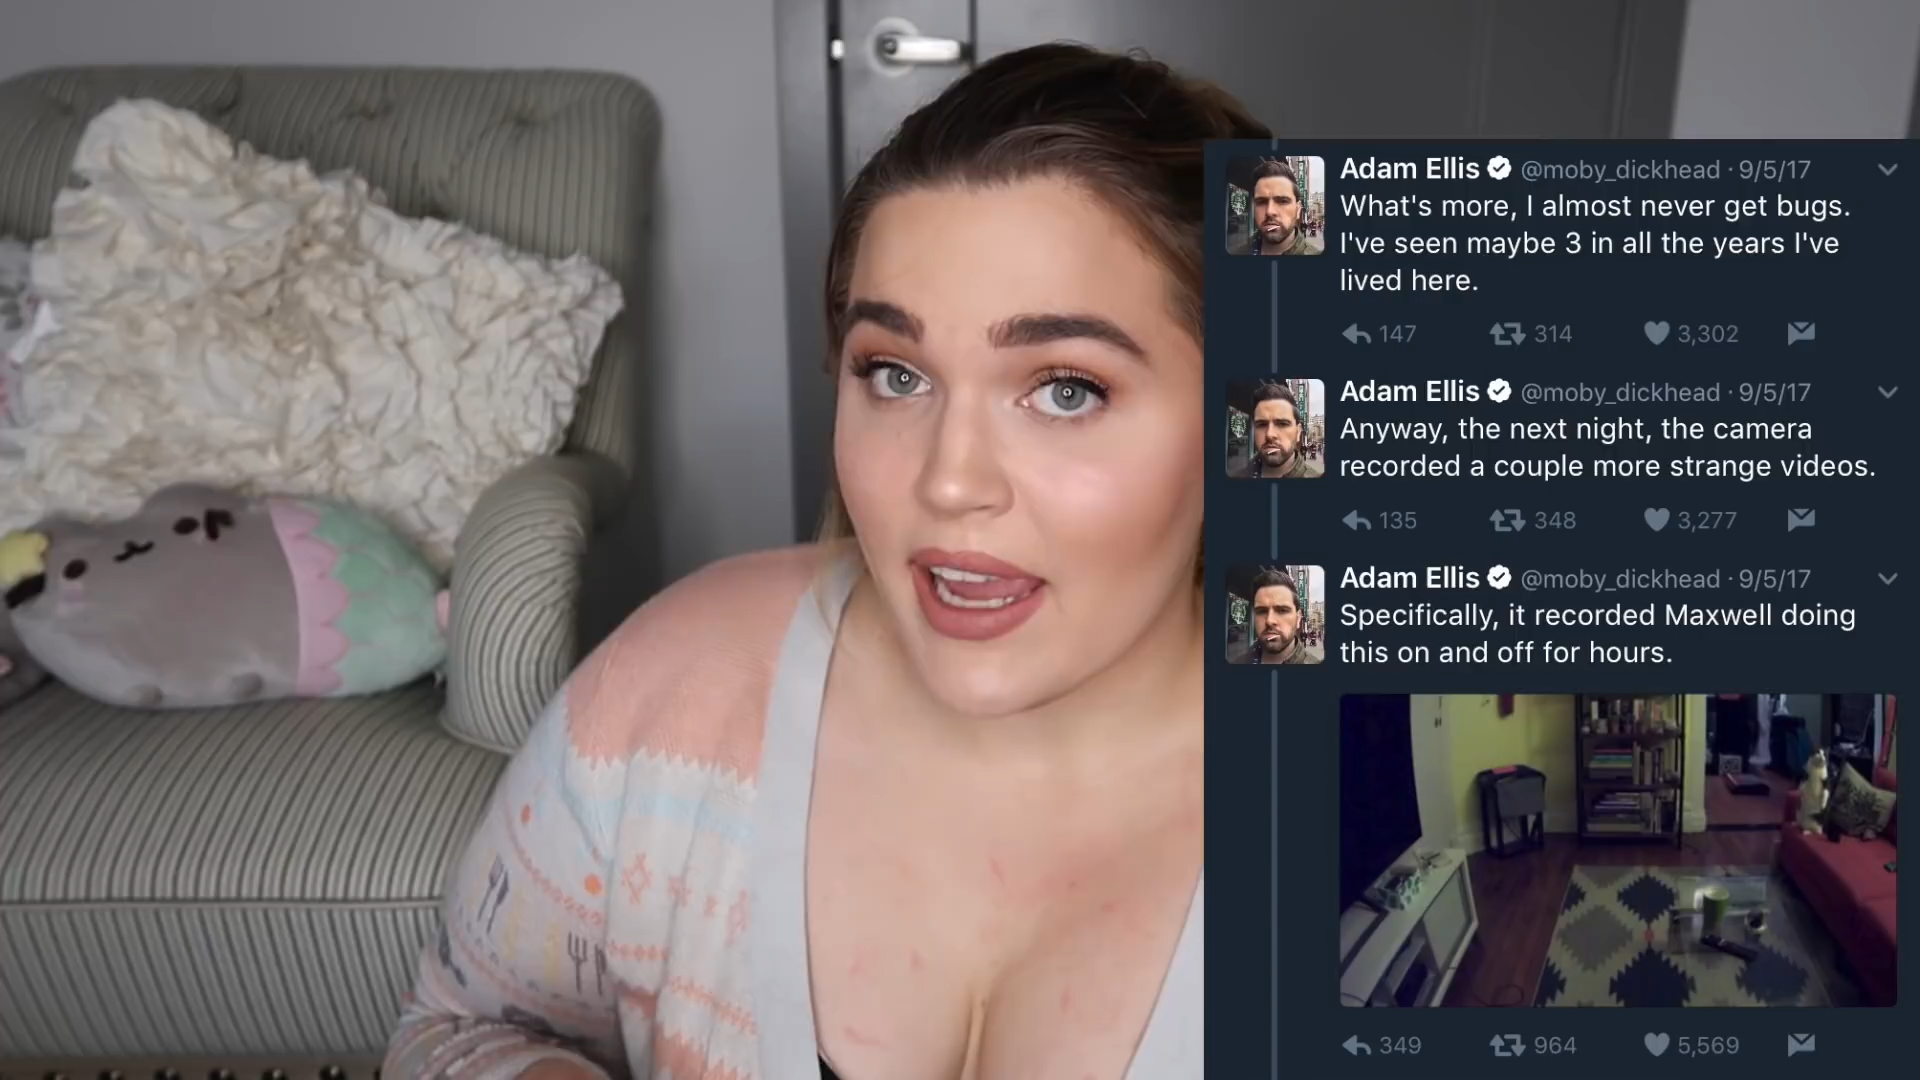 Adam Ellis @moby_dickhead · 9/5/17
What's more, I almost never get bugs.
I've seen maybe 3 in all the years I've
lived here.
147 314 3,302
Adam Ellis @moby_dickhead · 9/5/17
Anyway, the next night, the camera
recorded a couple more strange videos.
135 348 3,277
Adam Ellis @moby_dickhead · 9/5/17
Specifically, it recorded Maxwell doing
this on and off for hours.
349 964 5,569